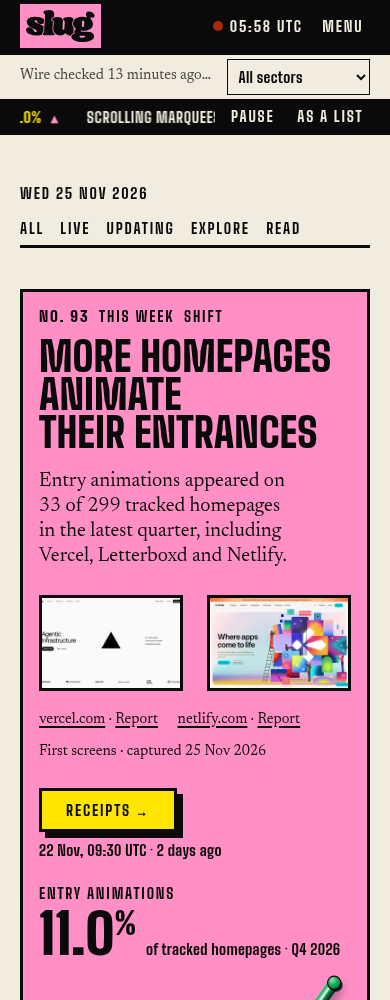 slug
05:58 UTC MENU
Wire checked 13 minutes ago... All sectors
.0% ▲ SCROLLING MARQUEES PAUSE AS A LIST
WED 25 NOV 2026
ALL LIVE UPDATING EXPLORE READ
NO. 93 THIS WEEK SHIFT
MORE HOMEPAGES
ANIMATE
THEIR ENTRANCES
Entry animations appeared on
33 of 299 tracked homepages
in the latest quarter, including
Vercel, Letterboxd and Netlify.
Agentic
Infrastructure
Where apps
come to life
vercel.com · Report netlify.com · Report
First screens · captured 25 Nov 2026
RECEIPTS →
22 Nov, 09:30 UTC · 2 days ago
ENTRY ANIMATIONS
11.0%
of tracked homepages · Q4 2026